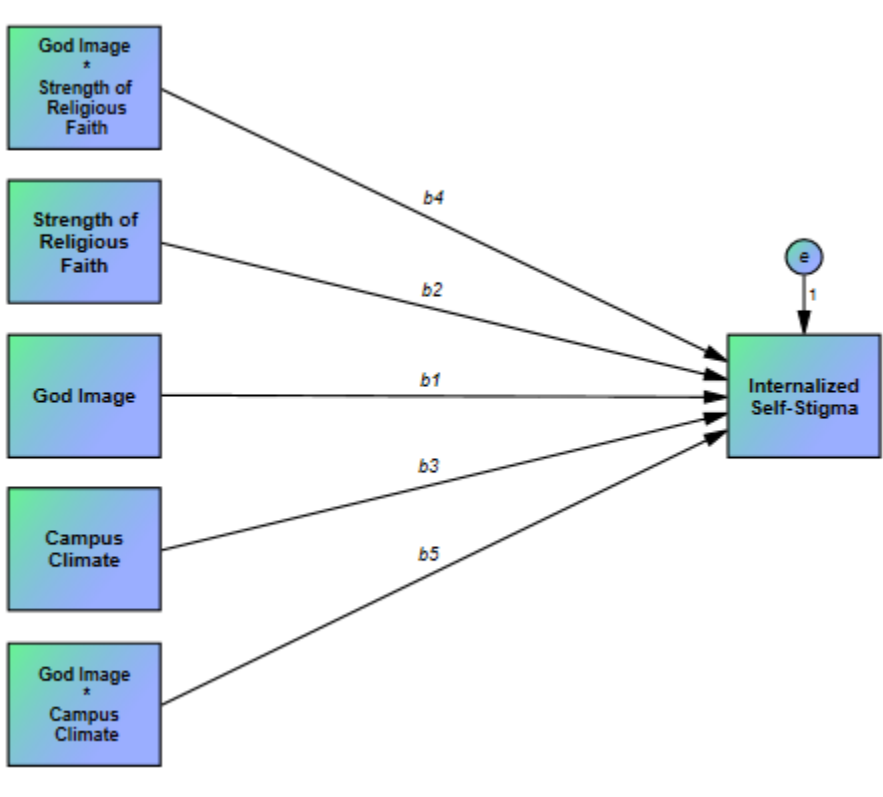 God Image
*
Strength of
Religious
Faith
b4
Strength of
Religious
Faith
b2
e
1
God Image
b1
Internalized
Self-Stigma
Campus
Climate
b3
God Image
*
Campus
Climate
b5